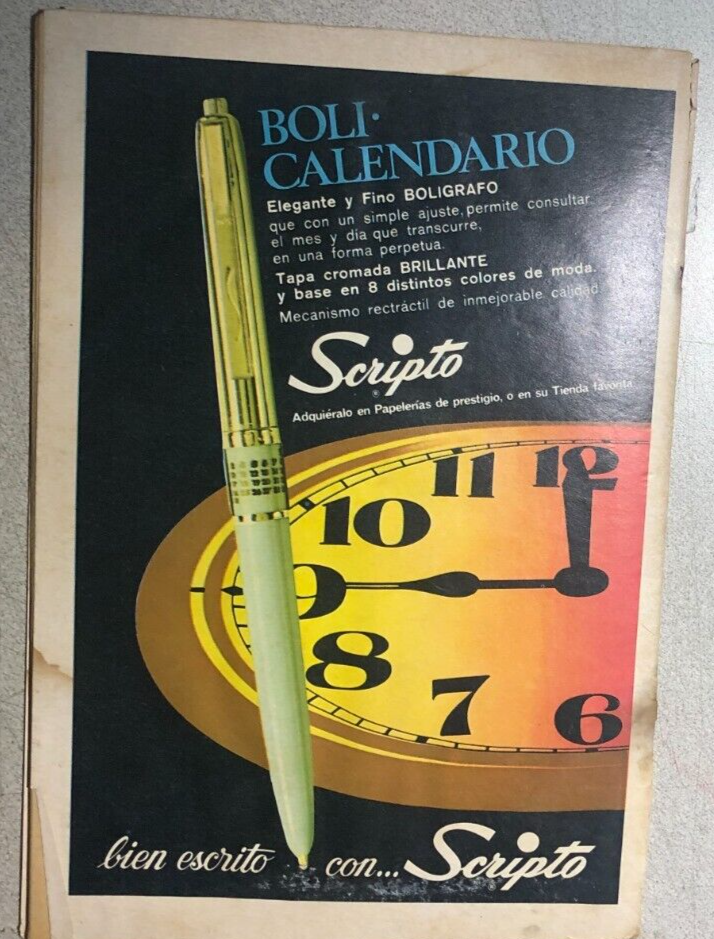 BOLI·
CALENDARIO
Elegante y Fino BOLIGRAFO
que con un simple ajuste, permite consultar
el mes y día que transcurre,
en una forma perpetua.
Tapa cromada BRILLANTE
y base en 8 distintos colores de moda.
Mecanismo rectráctil de inmejorable calidad
Scripto
®
Adquiéralo en Papelerías de prestigio, o en su Tienda favorita
11 12
10
9
8
7 6
bien escrito con... Scripto